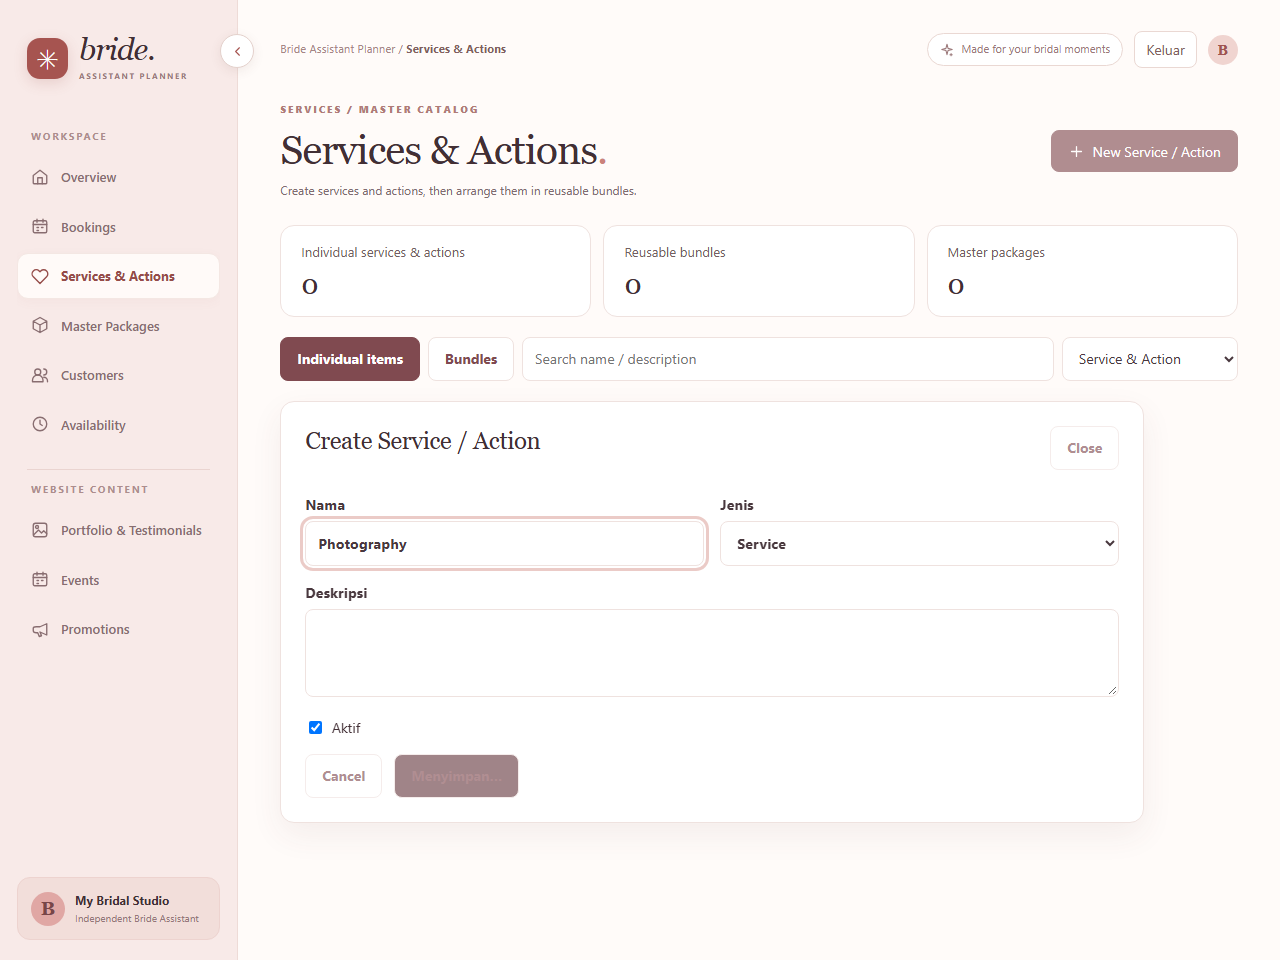 bride.
ASSISTANT PLANNER
WORKSPACE
Overview
Bookings
Services & Actions
Master Packages
Customers
Availability
WEBSITE CONTENT
Portfolio & Testimonials
Events
Promotions
B
My Bridal Studio
Independent Bride Assistant
Bride Assistant Planner / Services & Actions
Made for your bridal moments
Keluar
B
SERVICES / MASTER CATALOG
Services & Actions.
Create services and actions, then arrange them in reusable bundles.
+ New Service / Action
Individual services & actions
0
Reusable bundles
0
Master packages
0
Individual items
Bundles
Search name / description
Service & Action
Create Service / Action
Close
Nama
Photography
Jenis
Service
Deskripsi
Aktif
Cancel
Menyimpan...